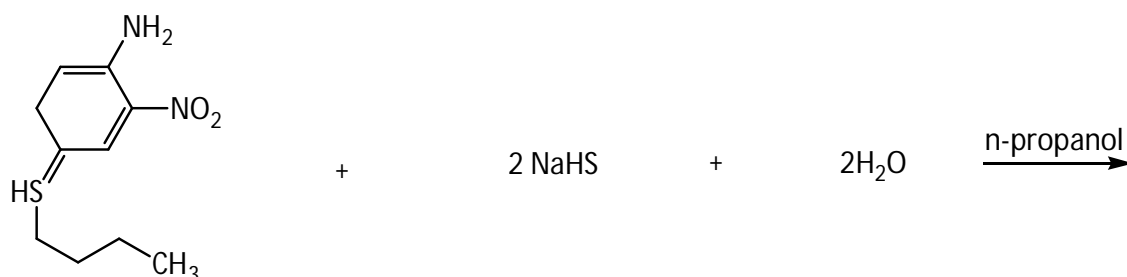 NH₂
NO₂
HS
CH₃
+
2 NaHS
+
2H₂O
n-propanol